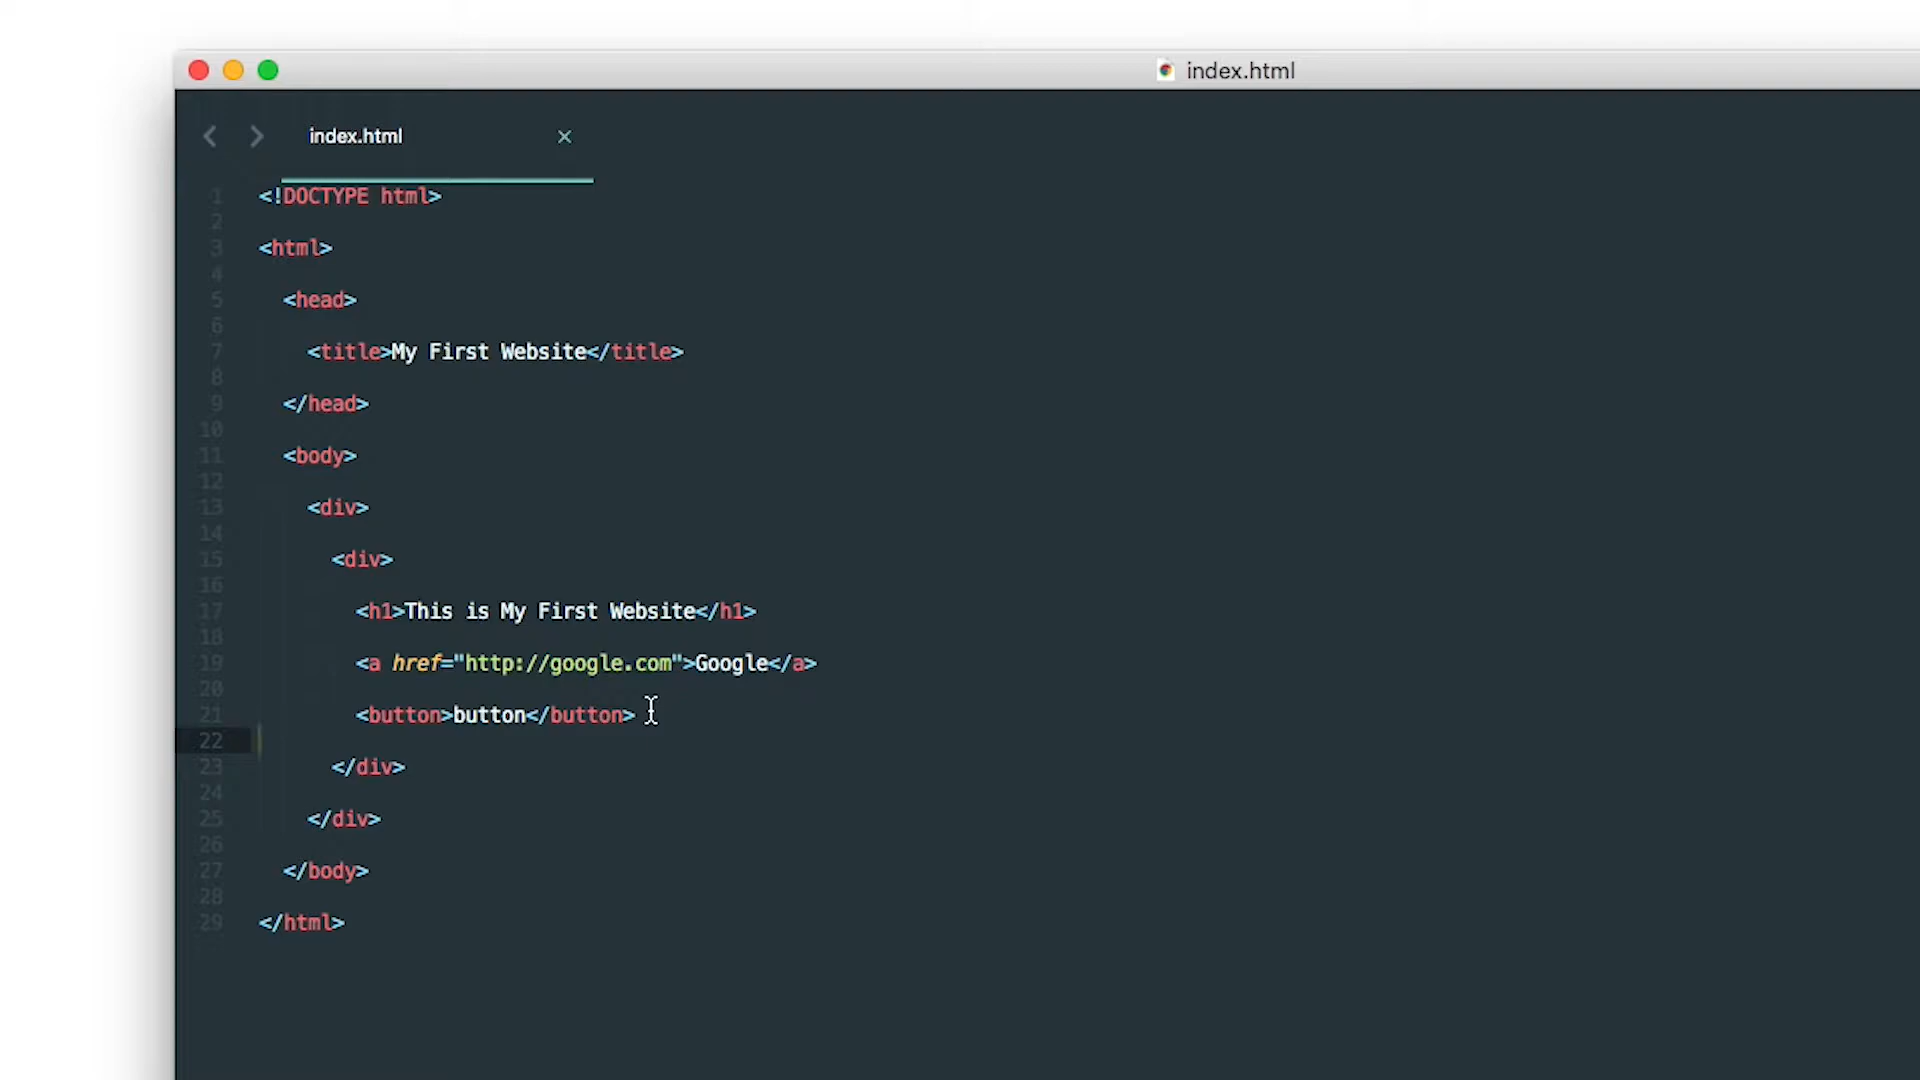 index.html
index.html
1 <!DOCTYPE html>
2
3 <html>
4
5 <head>
6
7 <title>My First Website</title>
8
9 </head>
10
11 <body>
12
13 <div>
14
15 <div>
16
17 <h1>This is My First Website</h1>
18
19 <a href="http://google.com">Google</a>
20
21 <button>button</button>
22
23 </div>
24
25 </div>
26
27 </body>
28
29 </html>